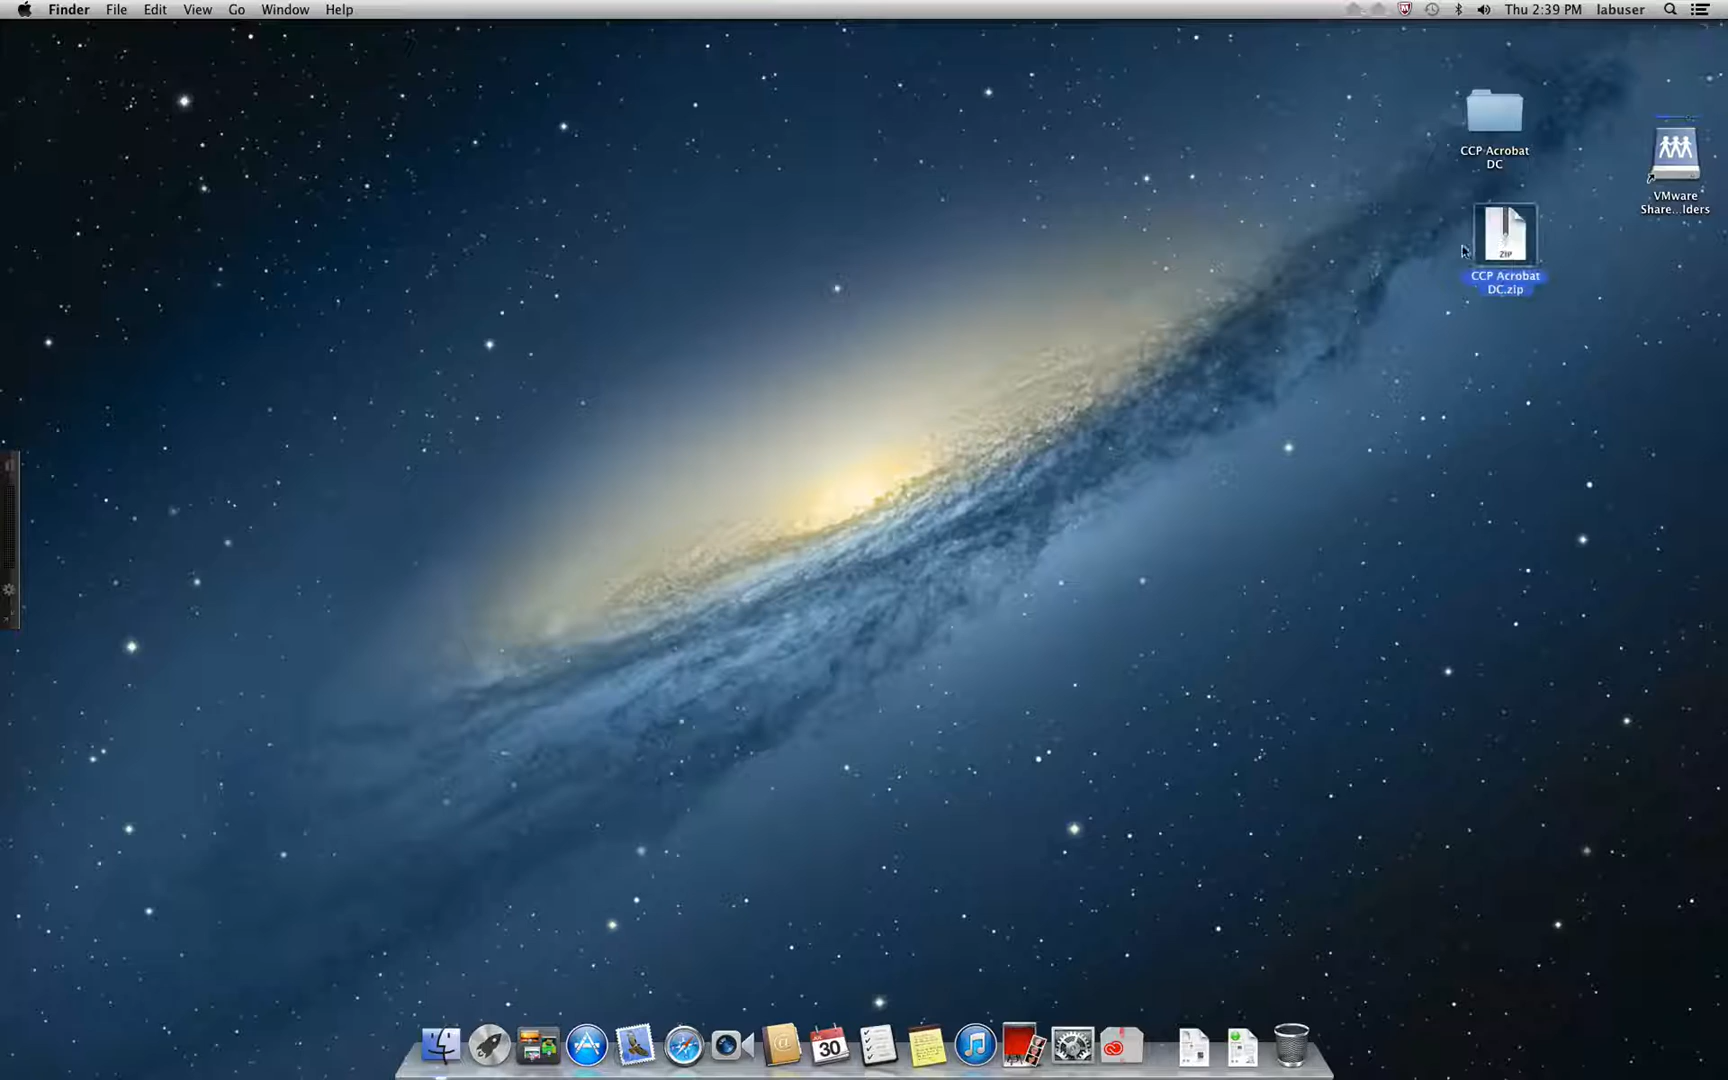 Finder File Edit View Go Window Help Thu 2:39 PM labuser
CCP Acrobat
DC
VMware
Share...lders
ZIP
CCP Acrobat
DC.zip
30